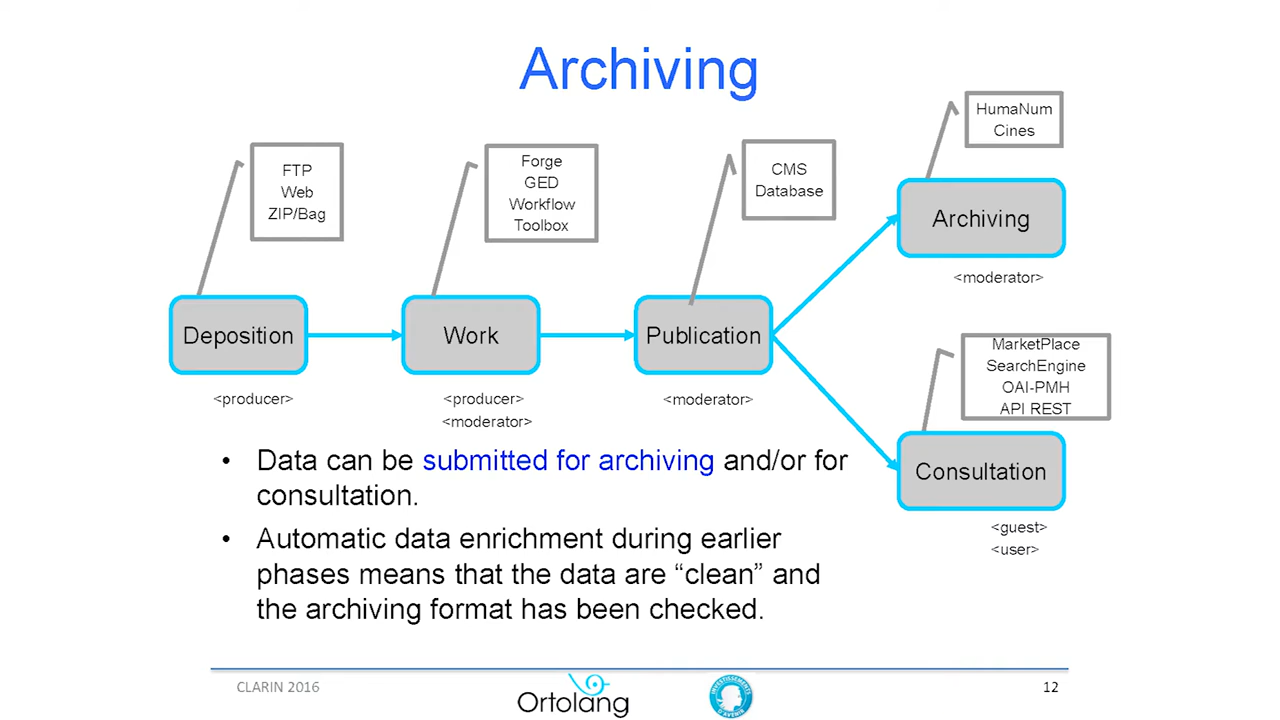 Archiving
HumaNum
Cines
FTP
Web
ZIP/Bag
Forge
GED
Workflow
Toolbox
CMS
Database
Archiving
<moderator>
Deposition
Work
Publication
MarketPlace
SearchEngine
OAI-PMH
API REST
<producer>
<producer>
<moderator>
<moderator>
Consultation
<guest>
<user>
• Data can be submitted for archiving and/or for
consultation.
• Automatic data enrichment during earlier
phases means that the data are “clean” and
the archiving format has been checked.
CLARIN 2016
Ortolang
INVESTISSEMENTS
D'AVENIR
12